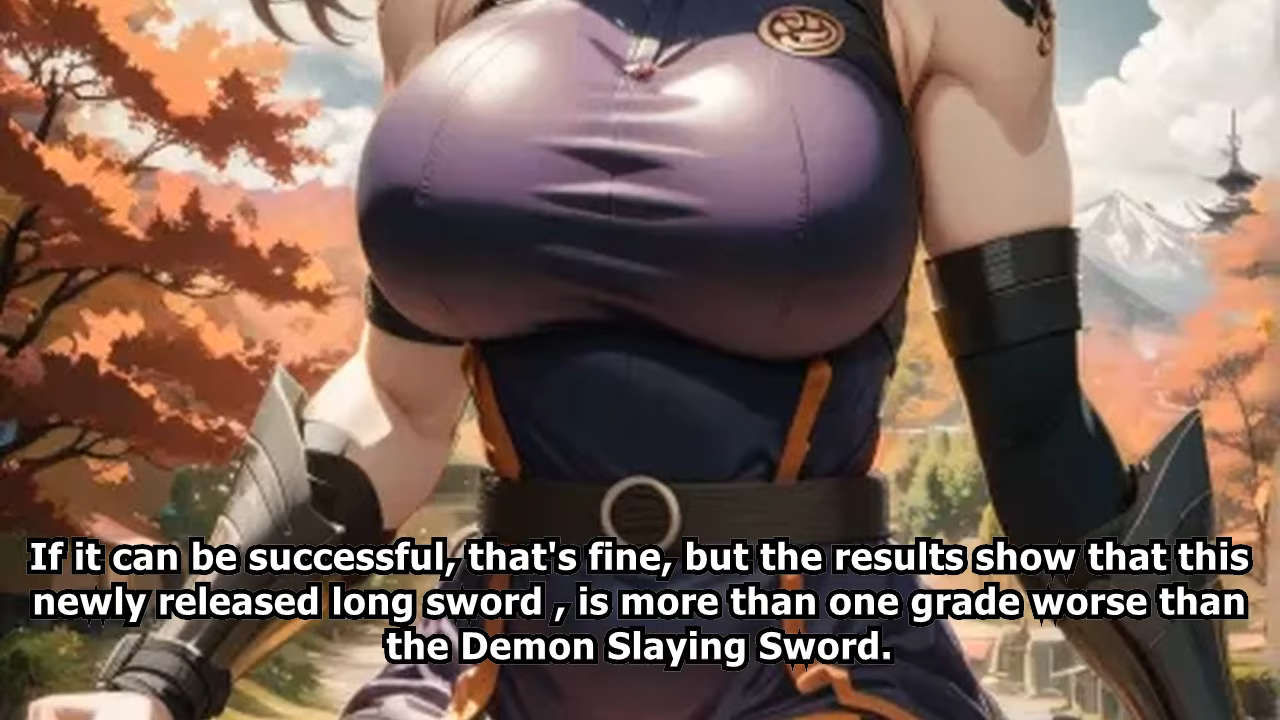 If it can be successful, that's fine, but the results show that this
newly released long sword , is more than one grade worse than
the Demon Slaying Sword.